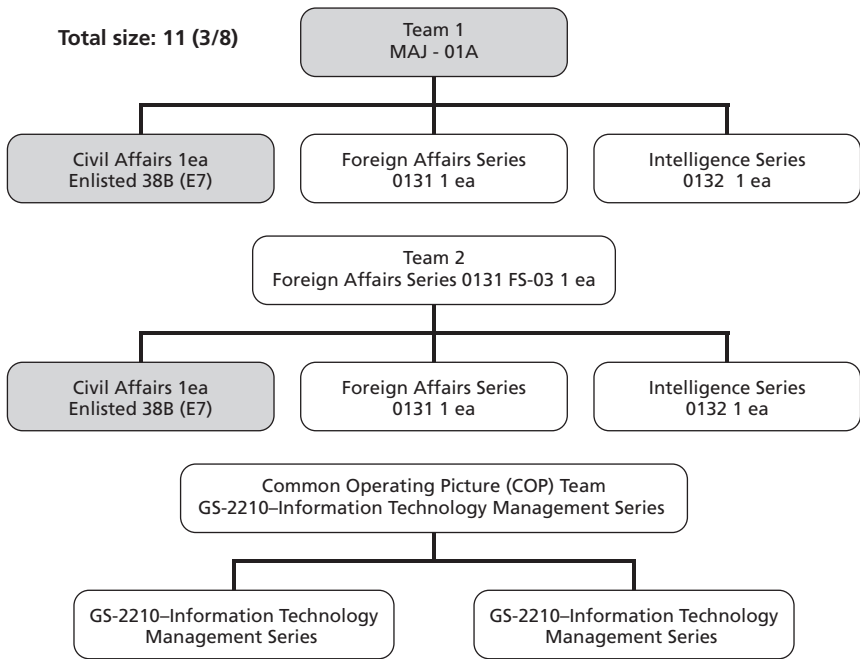 Total size: 11 (3/8)
Team 1
MAJ - 01A
Civil Affairs 1ea
Enlisted 38B (E7)
Foreign Affairs Series
0131 1 ea
Intelligence Series
0132 1 ea
Team 2
Foreign Affairs Series 0131 FS-03 1 ea
Civil Affairs 1ea
Enlisted 38B (E7)
Foreign Affairs Series
0131 1 ea
Intelligence Series
0132 1 ea
Common Operating Picture (COP) Team
GS-2210–Information Technology Management Series
GS-2210–Information Technology
Management Series
GS-2210–Information Technology
Management Series